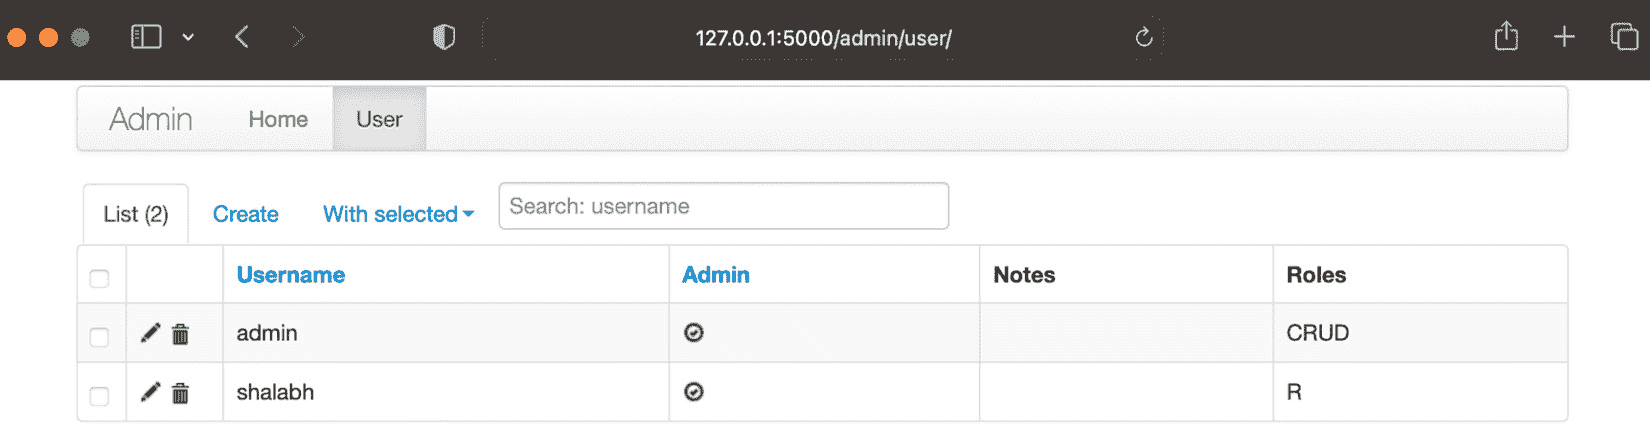 127.0.0.1:5000/admin/user/
Admin Home User
List (2) Create With selected Search: username
Username Admin Notes Roles
admin CRUD
shalabh R